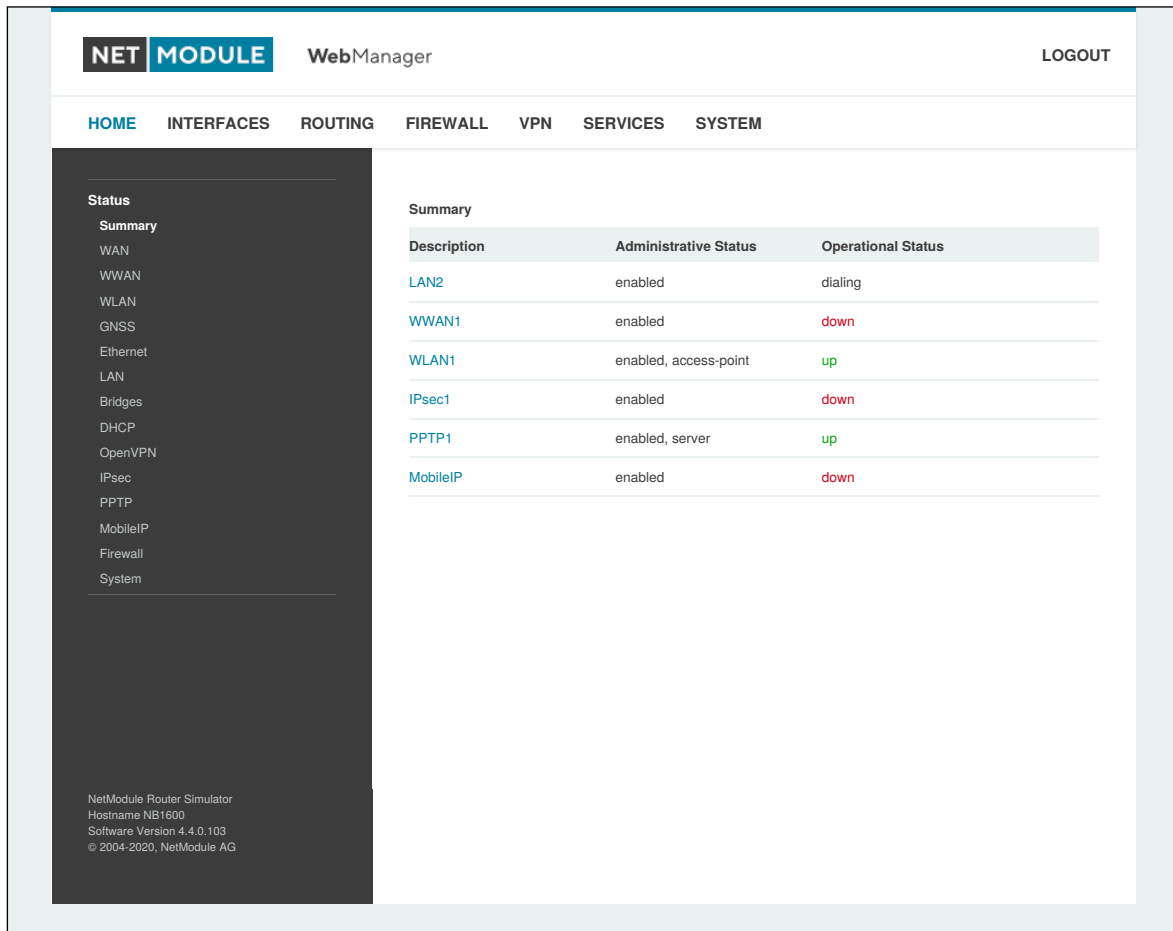 NET MODULE WebManager LOGOUT
HOME INTERFACES ROUTING FIREWALL VPN SERVICES SYSTEM
Status
Summary
WAN
WWAN
WLAN
GNSS
Ethernet
LAN
Bridges
DHCP
OpenVPN
IPsec
PPTP
MobileIP
Firewall
System
NetModule Router Simulator
Hostname NB1600
Software Version 4.4.0.103
© 2004-2020, NetModule AG
Summary
Description Administrative Status Operational Status
LAN2 enabled dialing
WWAN1 enabled down
WLAN1 enabled, access-point up
IPsec1 enabled down
PPTP1 enabled, server up
MobileIP enabled down